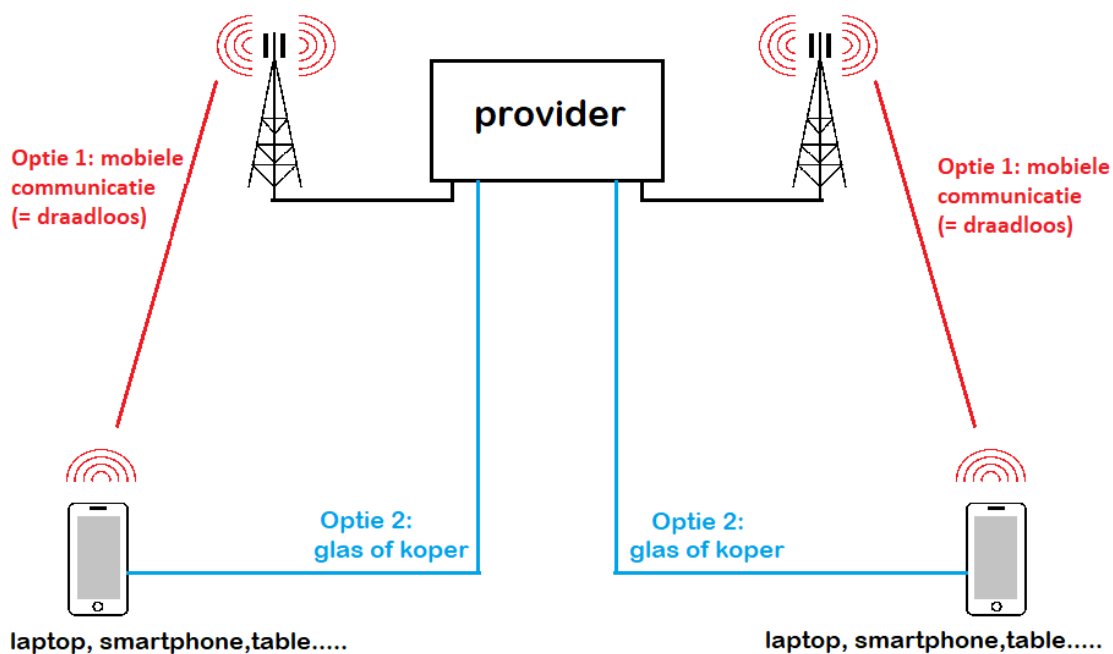 provider
Optie 1: mobiele
communicatie
(= draadloos)
Optie 1: mobiele
communicatie
(= draadloos)
Optie 2:
glas of koper
Optie 2:
glas of koper
laptop, smartphone,table.....
laptop, smartphone,table.....